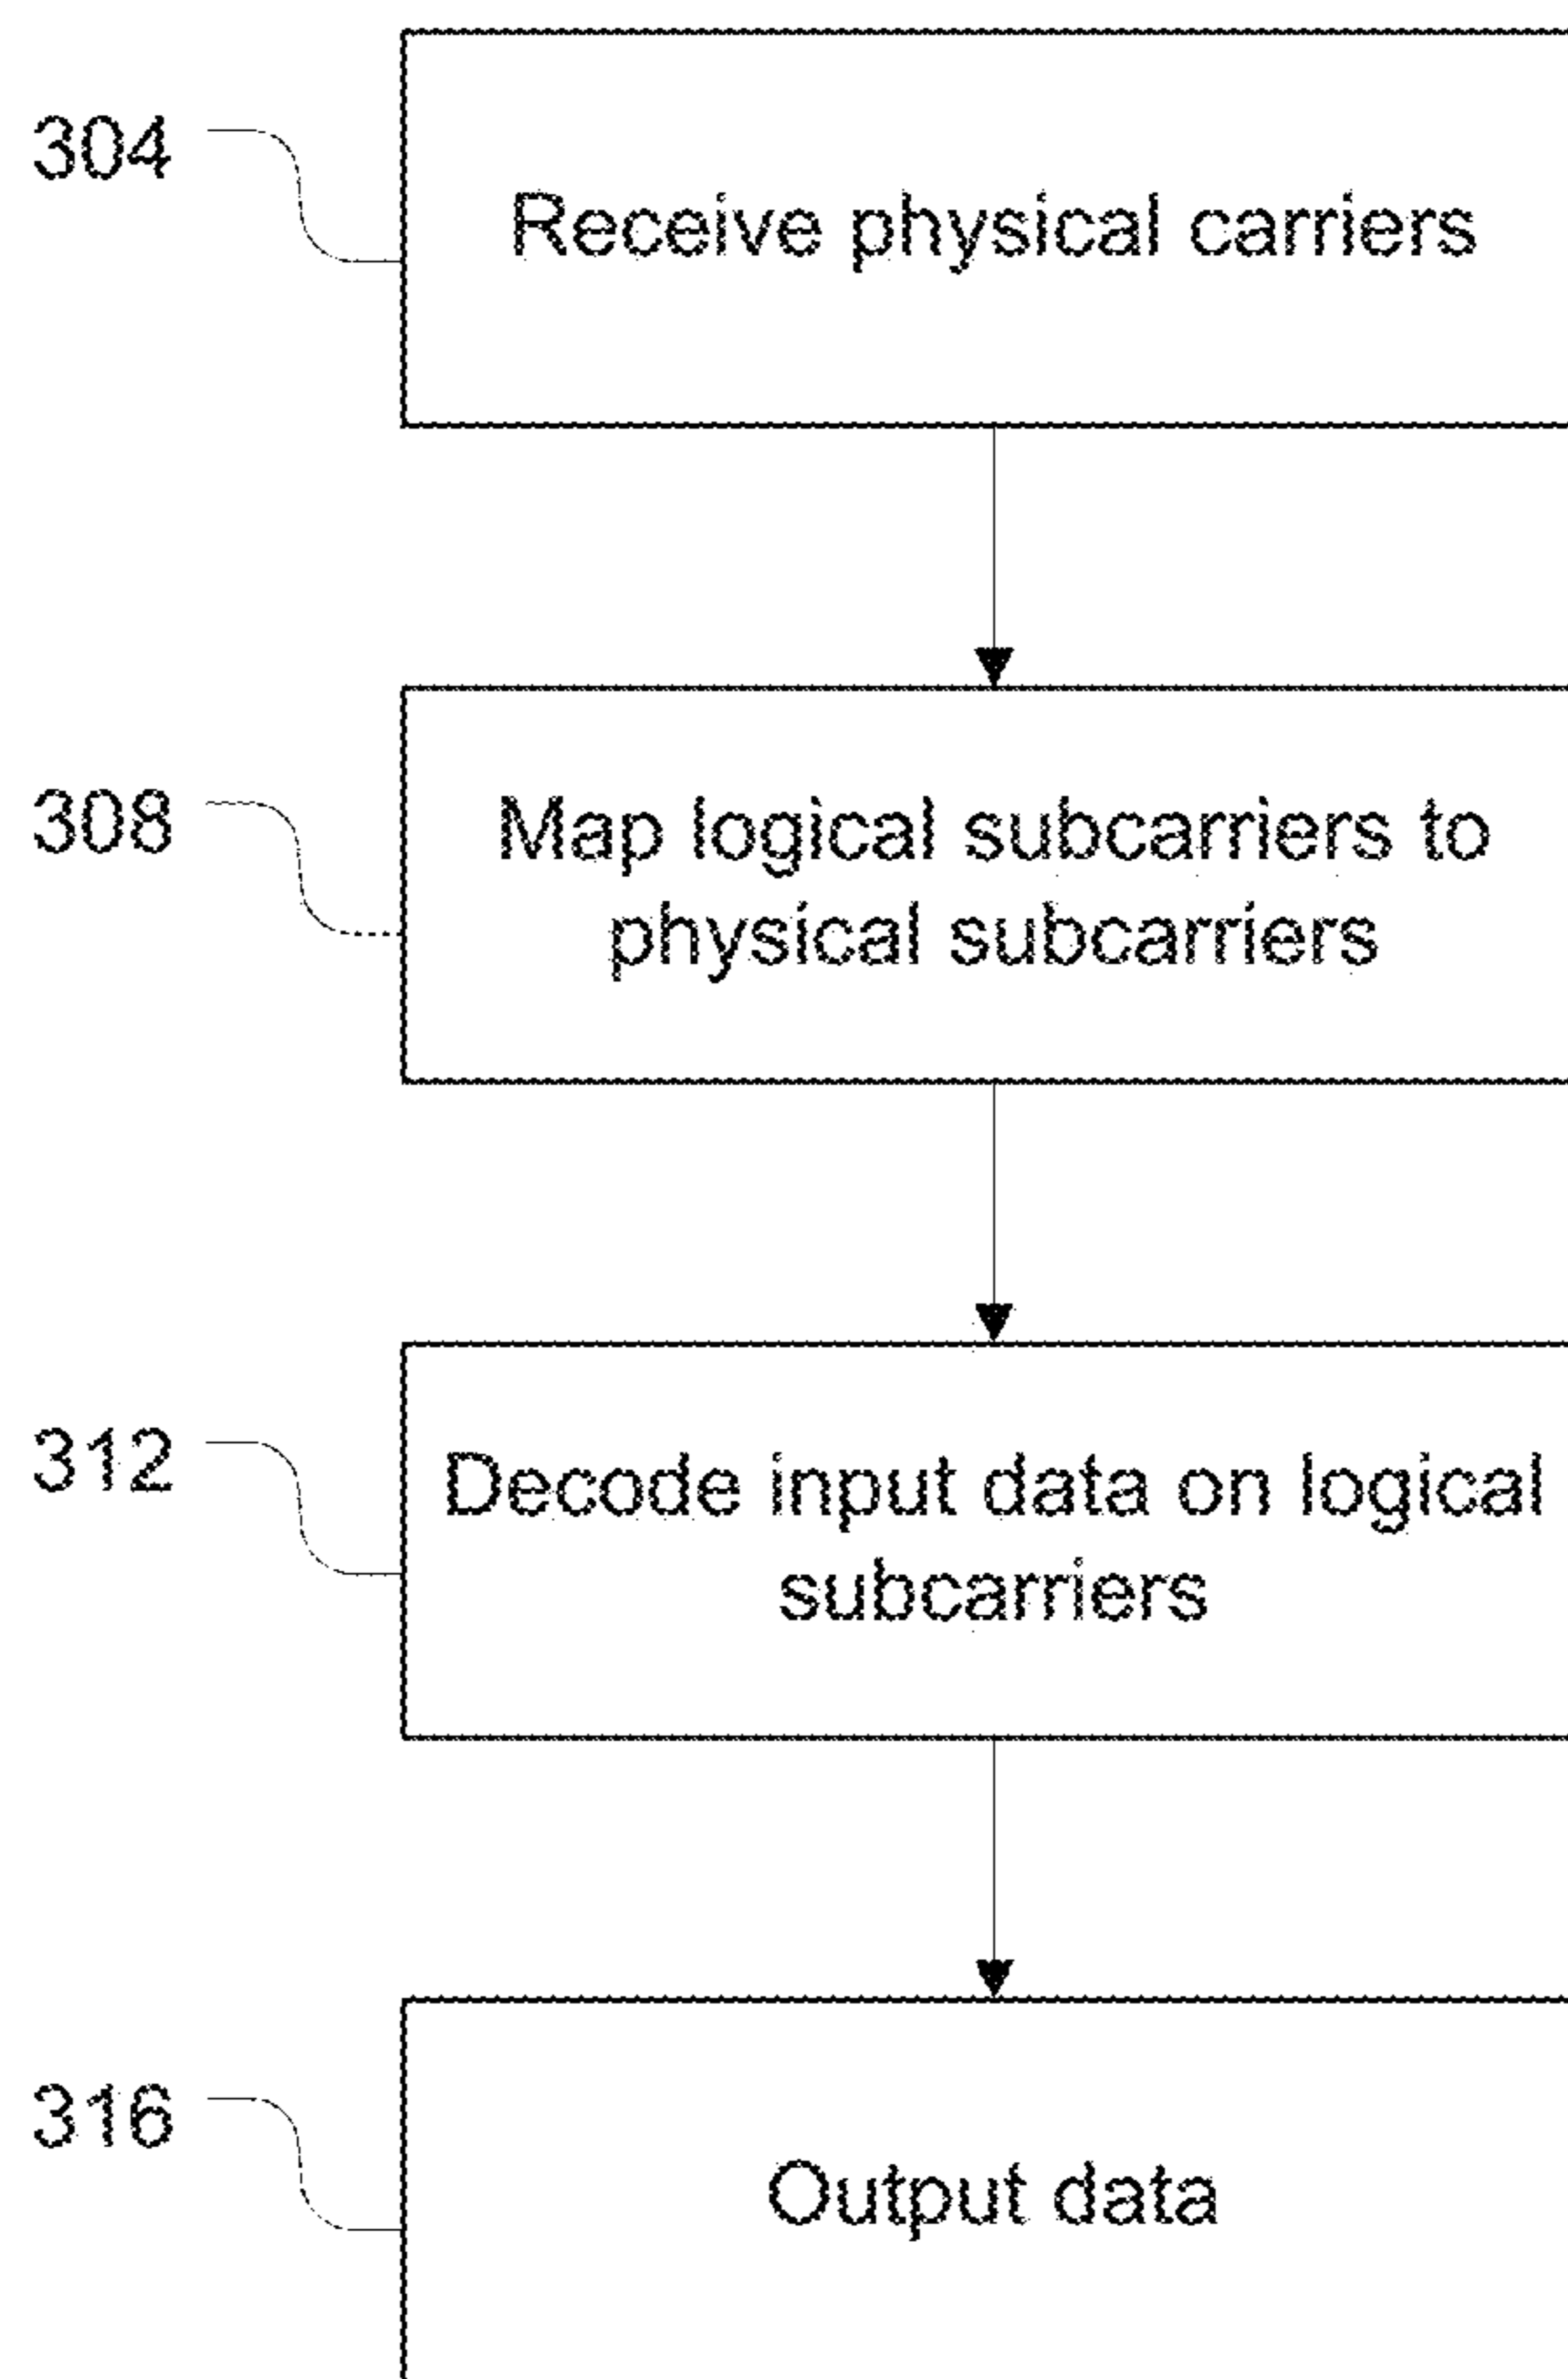 304
Receive physical carriers
308
Map logical subcarriers to
physical subcarriers
312
Decode input data on logical
subcarriers
316
Output data